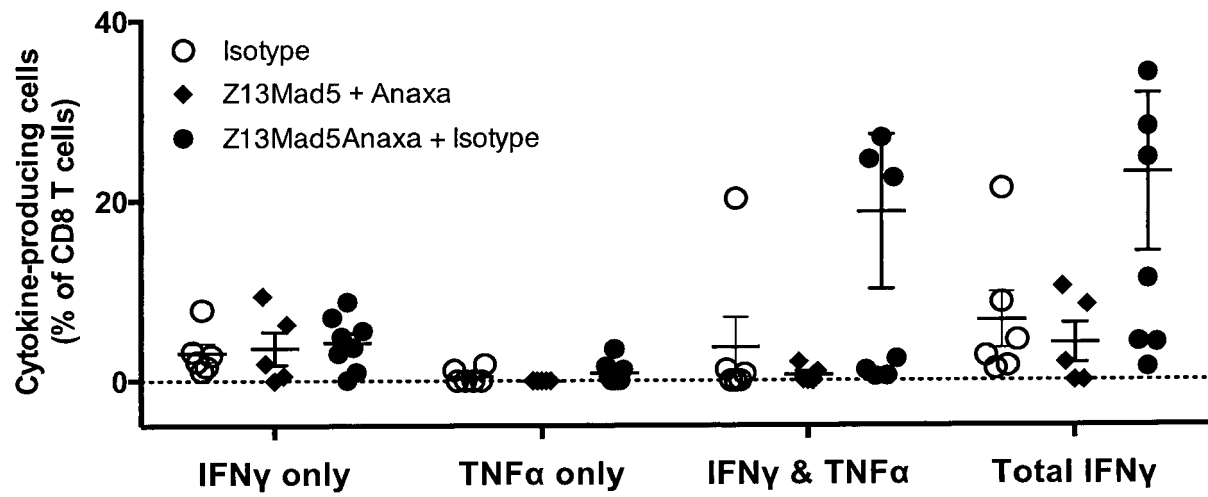 40
20
0
Cytokine-producing cells
(% of CD8 T cells)
Isotype
Z13Mad5 + Anaxa
Z13Mad5Anaxa + Isotype
IFNγ only
TNFα only
IFNγ & TNFα
Total IFNγ